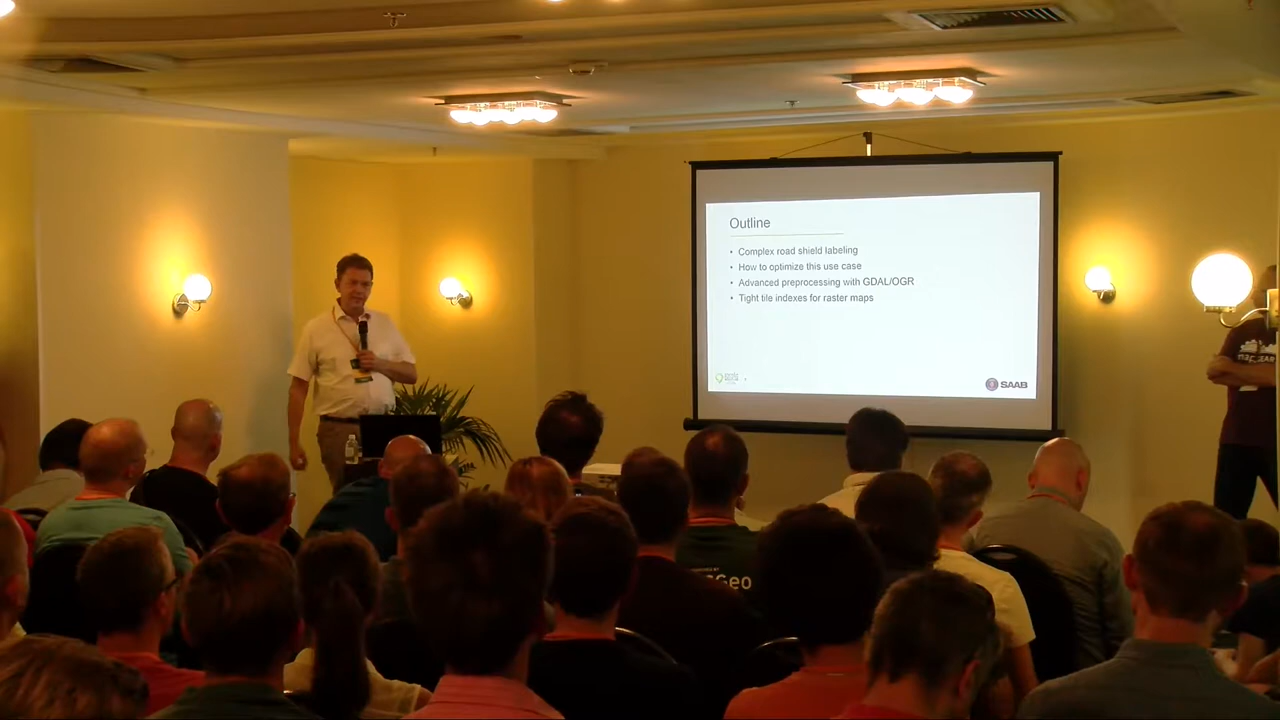 Outline
• Complex road shield labeling
• How to optimize this use case
• Advanced preprocessing with GDAL/OGR
• Tight tile indexes for raster maps
SAAB